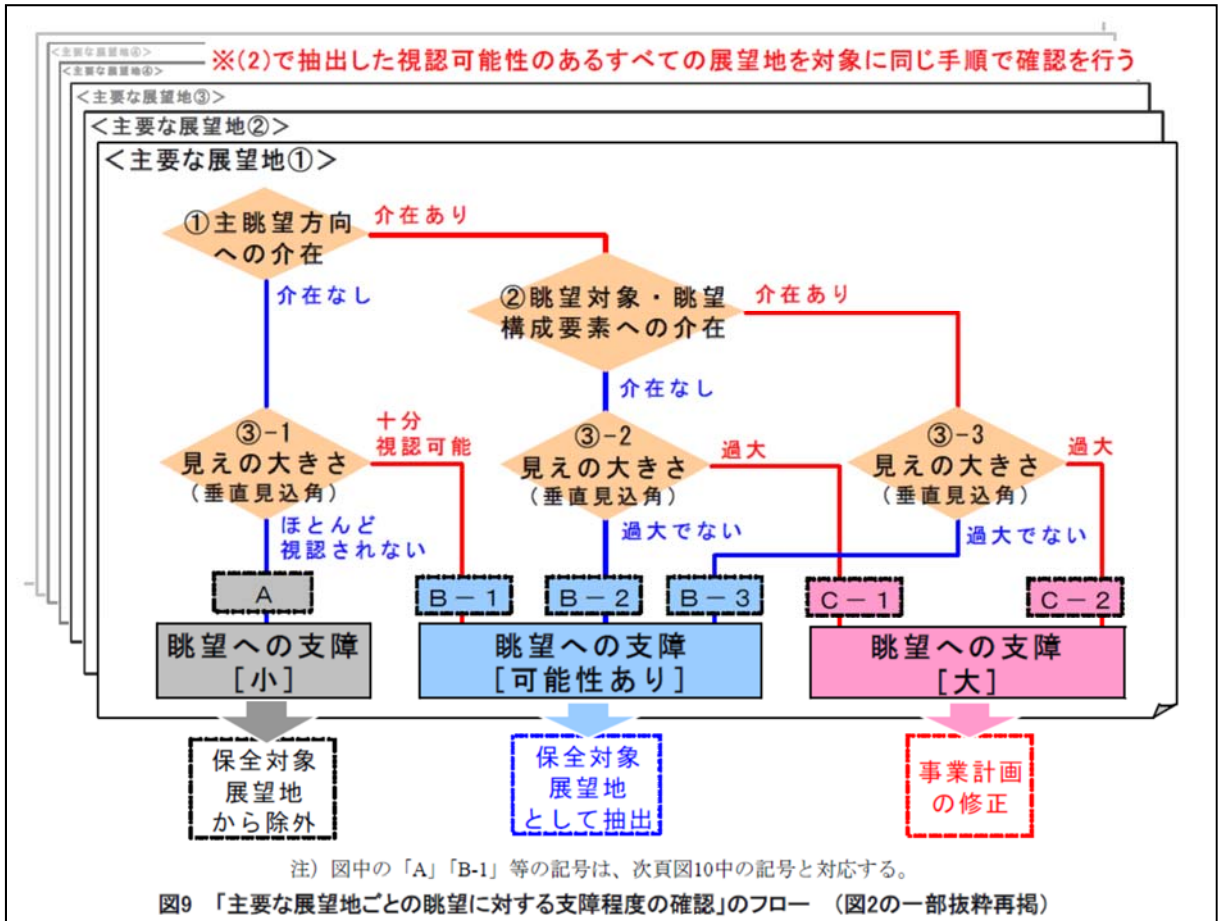 <主要な展望地④>
<主要な展望地④>
※(2)で抽出した視認可能性のあるすべての展望地を対象に同じ手順で確認を行う
<主要な展望地③>
<主要な展望地②>
<主要な展望地①>
①主眺望方向
への介在
介在あり
介在なし
②眺望対象・眺望
構成要素への介在
介在あり
介在なし
③-1
見えの大きさ
(垂直見込角)
十分
視認可能
ほとんど
視認されない
③-2
見えの大きさ
(垂直見込角)
過大
過大でない
③-3
見えの大きさ
(垂直見込角)
過大
過大でない
A
B-1
B-2
B-3
C-1
C-2
眺望への支障
[小]
眺望への支障
[可能性あり]
眺望への支障
[大]
保全対象
展望地
から除外
保全対象
展望地
として抽出
事業計画
の修正
注) 図中の「A」「B-1」等の記号は、次頁図10中の記号と対応する。
図9 「主要な展望地ごとの眺望に対する支障程度の確認」のフロー (図2の一部抜粋再掲)